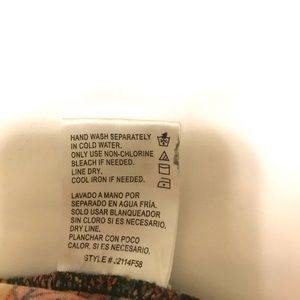 HAND WASH SEPARATELY
IN COLD WATER.
ONLY USE NON-CHLORINE
BLEACH IF NEEDED.
LINE DRY.
COOL IRON IF NEEDED.
LAVADO A MANO POR
SEPARADO EN AGUA FRÍA.
SOLO USAR BLANQUEADOR
SIN CLORO SI ES NECESARIO.
DRY LINE.
PLANCHAR CON POCO
CALOR, SI ES NECESARIO.
STYLE # J2114F58